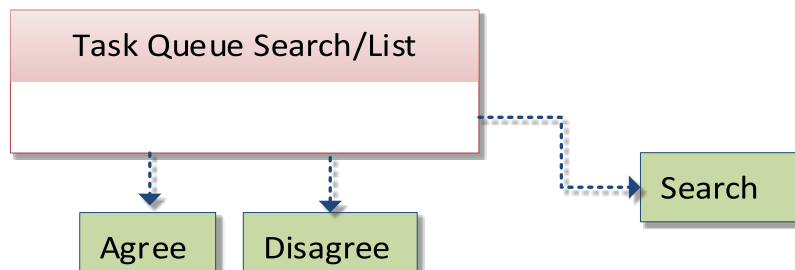 Task Queue Search/List
Search
Agree
Disagree